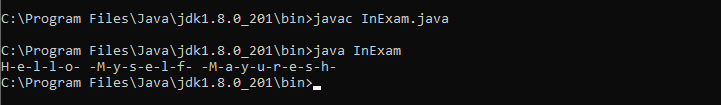 C:\Program Files\Java\jdk1.8.0_201\bin>javac InExam.java
C:\Program Files\Java\jdk1.8.0_201\bin>java InExam
H-e-l-l-o- -M-y-s-e-l-f- -M-a-y-u-r-e-s-h-
C:\Program Files\Java\jdk1.8.0_201\bin>